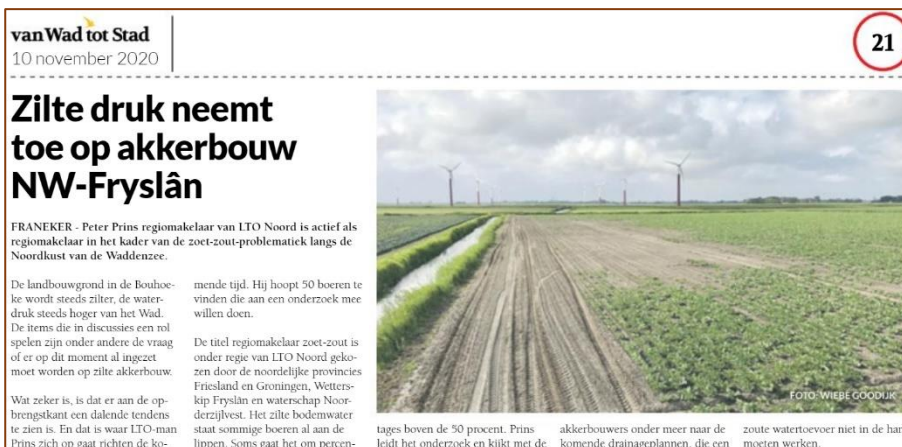 van Wad tot Stad
10 november 2020
21
Zilte druk neemt
toe op akkerbouw
NW-Fryslân
FRANEKER - Peter Prins regiomakelaar van LTO Noord is actief als
regiomakelaar in het kader van de zoet-zout-problematiek langs de
Noordkust van de Waddenzee.
De landbouwgrond in de Bouhoe-
ke wordt steeds zilter, de water-
druk steeds hoger van het Wad.
De items die in discussies een rol
spelen zijn onder andere de vraag
of er op dit moment al ingezet
moet worden op zilte akkerbouw.
Wat zeker is, is dat er aan de op-
brengstkant een dalende tendens
te zien is. En dat is waar LTO-man
Prins zich op gaat richten de ko-
mende tijd. Hij hoopt 50 boeren te
vinden die aan een onderzoek mee
willen doen.
De titel regiomakelaar zoet-zout is
onder regie van LTO Noord geko-
zen door de noordelijke provincies
Friesland en Groningen, Wetters-
kip Fryslân en waterschap Noor-
derzijlvest. Het zilte bodemwater
staat sommige boeren al aan de
lippen. Soms gaat het om percen-
FOTO: WIEBE GOODIJK
tages boven de 50 procent. Prins
leidt het onderzoek en kijkt met de
akkerbouwers onder meer naar de
komende drainageplannen, die een
zoute watertoevoer niet in de han
moeten werken.